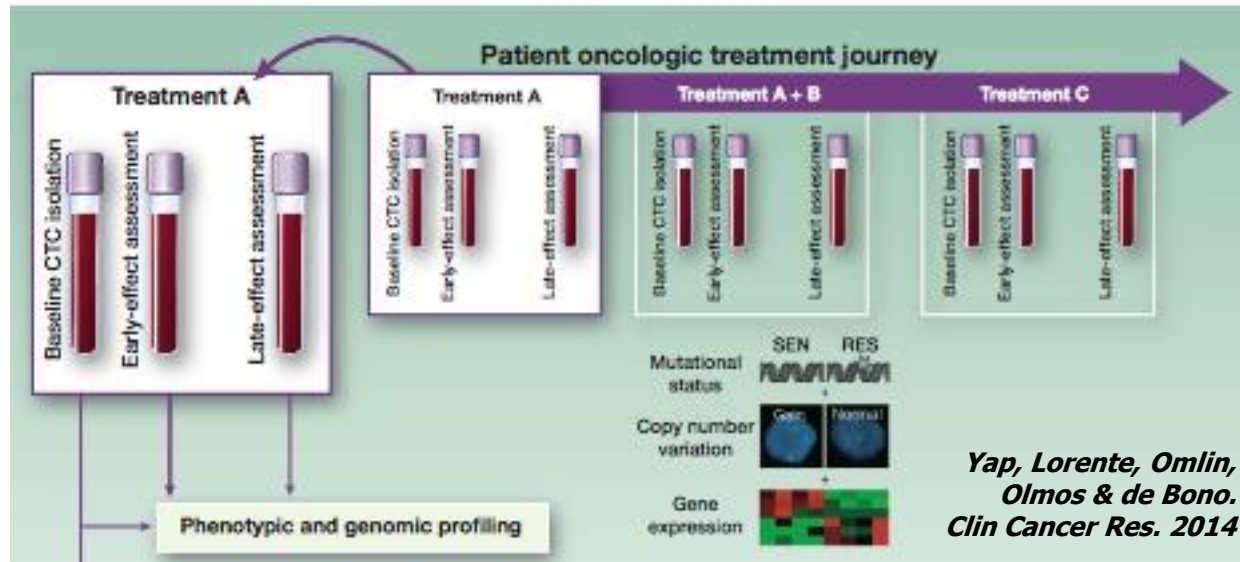 Patient oncologic treatment journey
Treatment A
Baseline CTC isolation
Early-effect assessment
Late-effect assessment
Treatment A
Baseline CTC isolation
Early-effect assessment
Late-effect assessment
Treatment A + B
Baseline CTC isolation
Early-effect assessment
Late-effect assessment
Treatment C
Baseline CTC isolation
Early-effect assessment
Late-effect assessment
SEN RES
Mutational
status
+
Gain Normal
Copy number
variation
+
Gene
expression
Phenotypic and genomic profiling
Yap, Lorente, Omlin,
Olmos & de Bono.
Clin Cancer Res. 2014